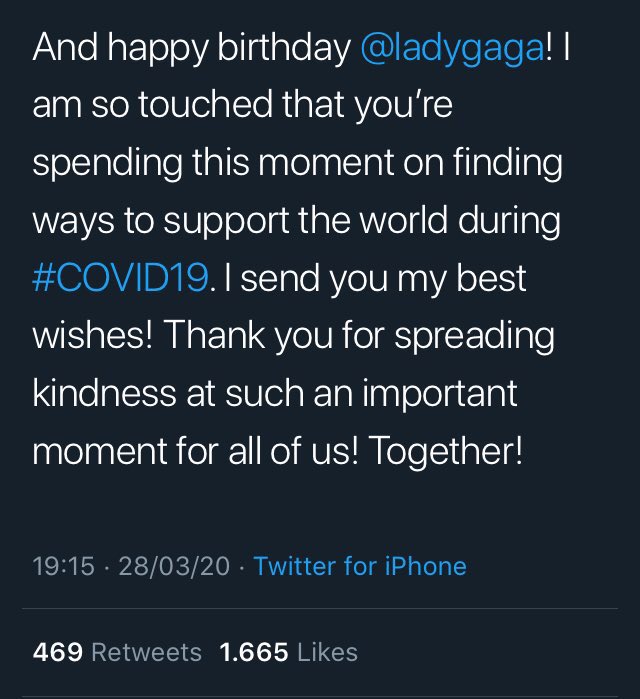 And happy birthday @ladygaga! I
am so touched that you’re
spending this moment on finding
ways to support the world during
#COVID19. I send you my best
wishes! Thank you for spreading
kindness at such an important
moment for all of us! Together!
19:15 · 28/03/20 · Twitter for iPhone
469 Retweets 1.665 Likes